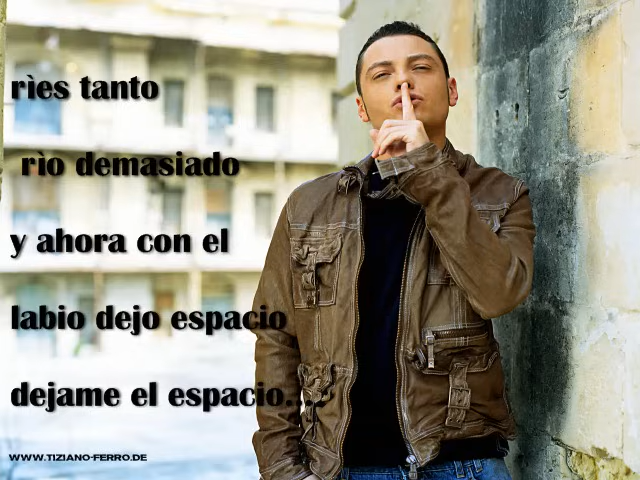 rìes tanto
rìo demasiado
y ahora con el
labio dejo espacio
dejame el espacio....
WWW.TIZIANO-FERRO.DE